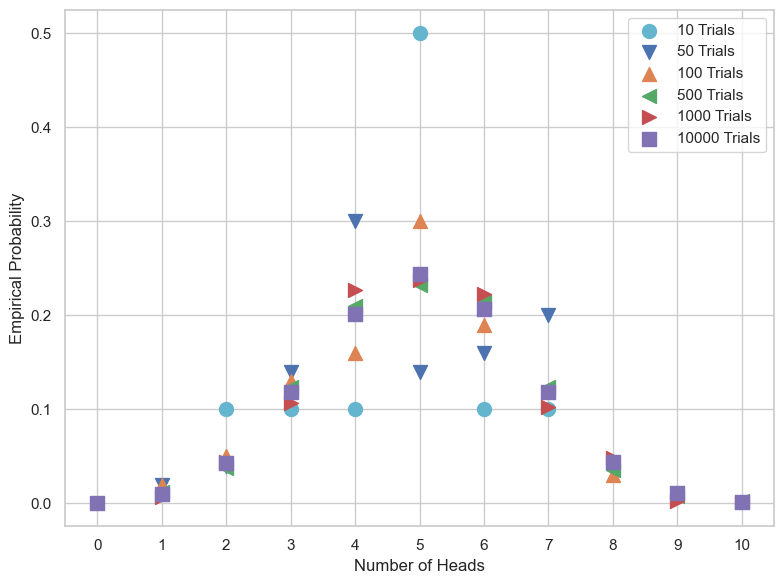 0.5
0.4
0.3
0.2
0.1
0.0
Empirical Probability
10 Trials
50 Trials
100 Trials
500 Trials
1000 Trials
10000 Trials
0 1 2 3 4 5 6 7 8 9 10
Number of Heads